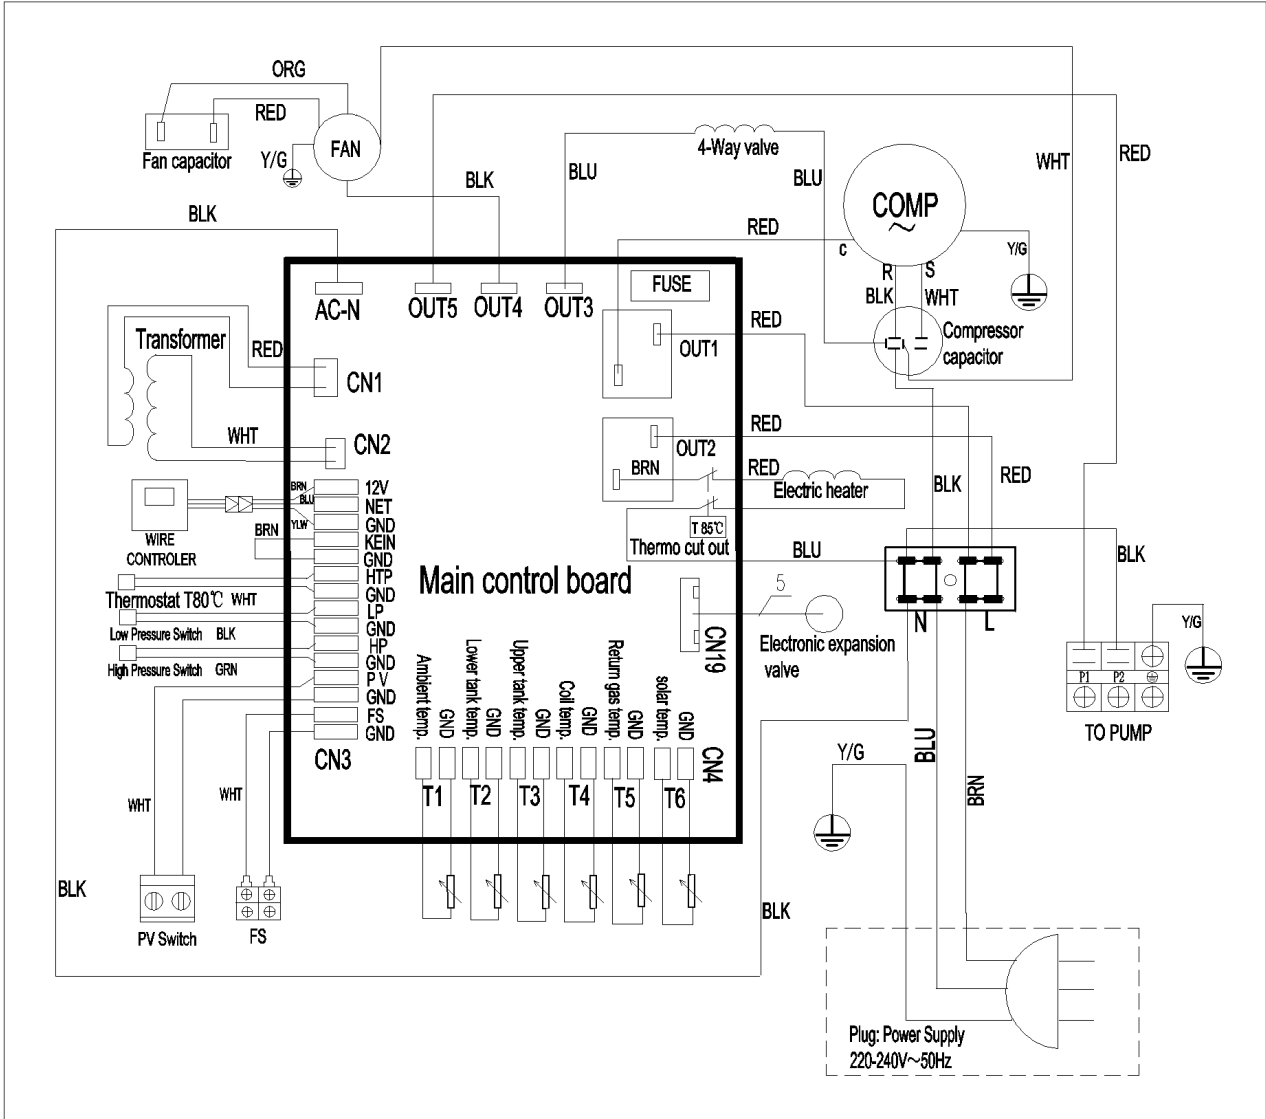 ORG
RED
Fan capacitor
Y/G
FAN
BLK
BLK
BLU
4-Way valve
BLU
COMP
~
WHT
RED
RED
C
R
S
Y/G
BLK
WHT
Compressor
capacitor
AC-N
OUT5
OUT4
OUT3
FUSE
OUT1
RED
Transformer
RED
CN1
WHT
CN2
OUT2
RED
BRN
RED
Electric heater
BLK
RED
T 85℃
Thermo cut out
BLU
BLK
WIRE
CONTROLER
BRN
BLU
YLW
BRN
12V
NET
GND
KEIN
GND
HTP
GND
LP
GND
HP
GND
PV
GND
FS
GND
CN3
Thermostat T80℃ WHT
Low Pressure Switch BLK
High Pressure Switch GRN
Main control board
5
Electronic expansion
valve
CN19
N
L
Y/G
P1
P2
TO PUMP
Ambient temp.
GND
Lower tank temp.
GND
Upper tank temp.
GND
Coil temp.
GND
Return gas temp.
GND
solar temp.
GND
CN4
T1
T2
T3
T4
T5
T6
WHT
WHT
Y/G
BLU
BRN
BLK
BLK
PV Switch
FS
Plug: Power Supply
220-240V～50Hz